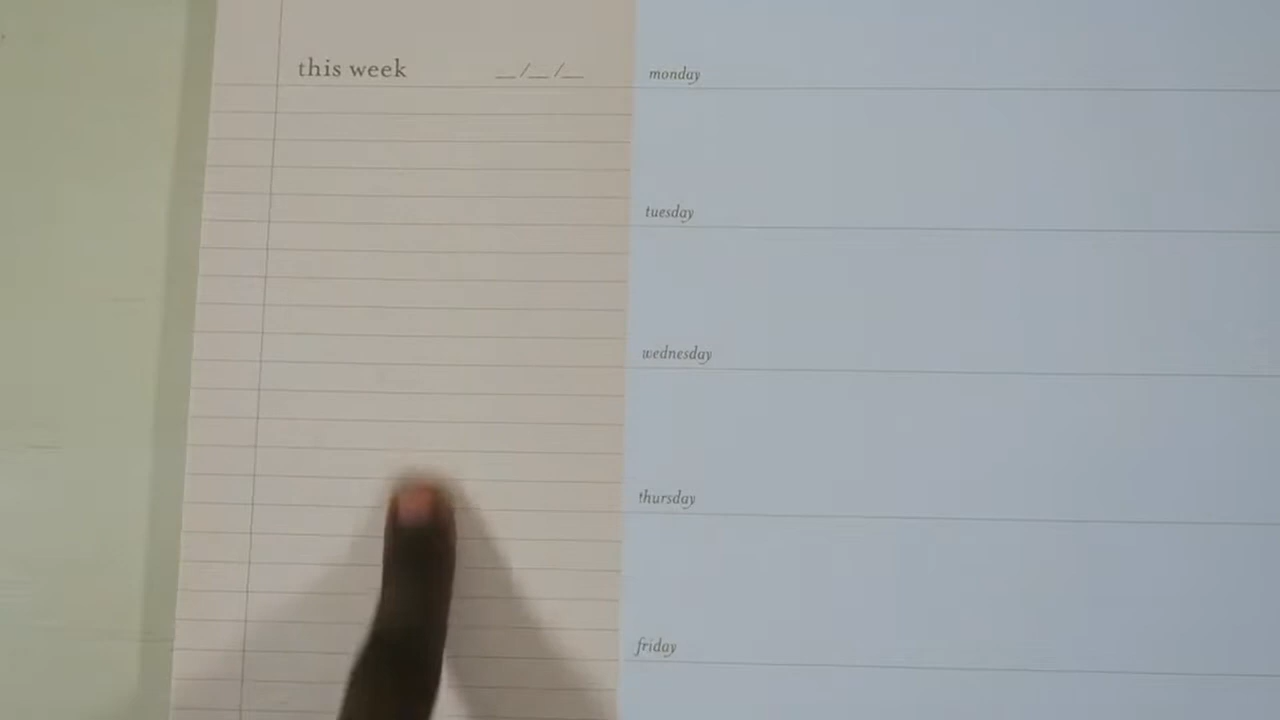 this week __/__/__
monday
tuesday
wednesday
thursday
friday